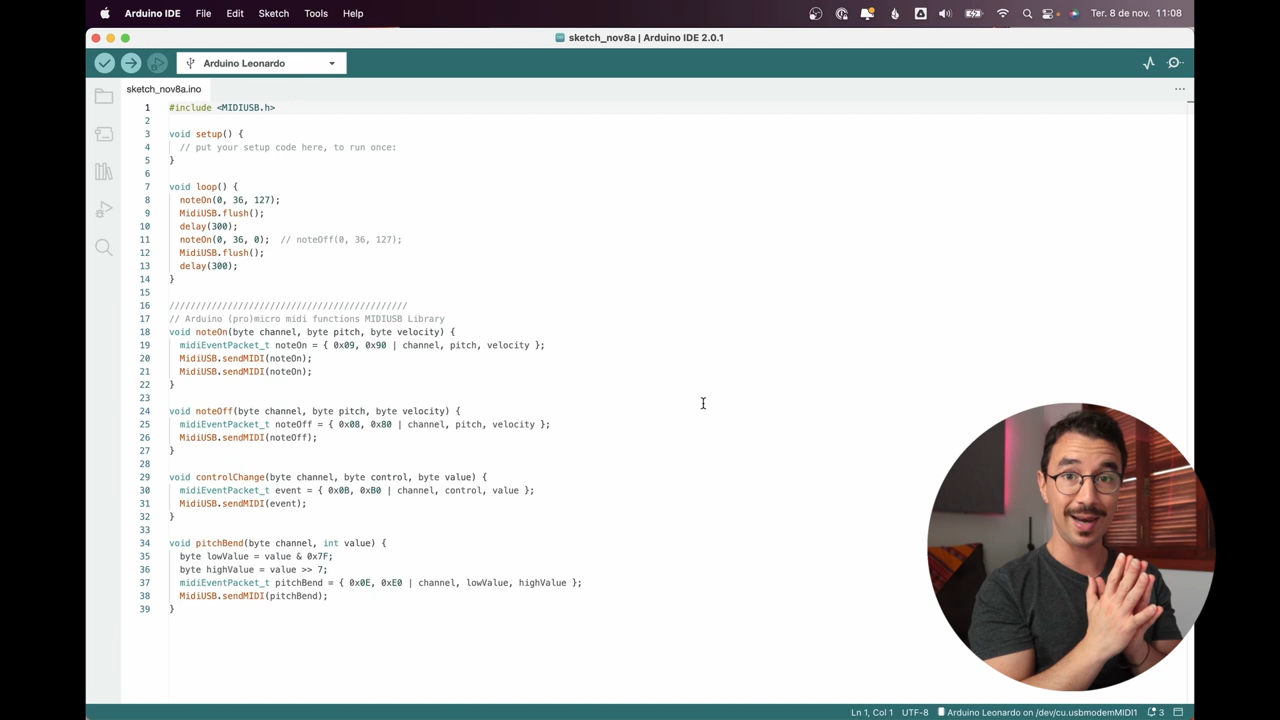 Arduino IDE File Edit Sketch Tools Help Ter. 8 de nov. 11:08
sketch_nov8a | Arduino IDE 2.0.1
Arduino Leonardo
sketch_nov8a.ino
1 #include <MIDIUSB.h>
2
3 void setup() {
4 // put your setup code here, to run once:
5 }
6
7 void loop() {
8 noteOn(0, 36, 127);
9 MidiUSB.flush();
10 delay(300);
11 noteOn(0, 36, 0); // noteOff(0, 36, 127);
12 MidiUSB.flush();
13 delay(300);
14 }
15
16 /////////////////////////////////////////////
17 // Arduino (pro)micro midi functions MIDIUSB Library
18 void noteOn(byte channel, byte pitch, byte velocity) {
19 midiEventPacket_t noteOn = { 0x09, 0x90 | channel, pitch, velocity };
20 MidiUSB.sendMIDI(noteOn);
21 MidiUSB.sendMIDI(noteOn);
22 }
23
24 void noteOff(byte channel, byte pitch, byte velocity) {
25 midiEventPacket_t noteOff = { 0x08, 0x80 | channel, pitch, velocity };
26 MidiUSB.sendMIDI(noteOff);
27 }
28
29 void controlChange(byte channel, byte control, byte value) {
30 midiEventPacket_t event = { 0x0B, 0xB0 | channel, control, value };
31 MidiUSB.sendMIDI(event);
32 }
33
34 void pitchBend(byte channel, int value) {
35 byte lowValue = value & 0x7F;
36 byte highValue = value >> 7;
37 midiEventPacket_t pitchBend = { 0x0E, 0xE0 | channel, lowValue, highValue };
38 MidiUSB.sendMIDI(pitchBend);
39 }
Ln 1, Col 1 UTF-8 Arduino Leonardo on /dev/cu.usbmodemMIDI1 3